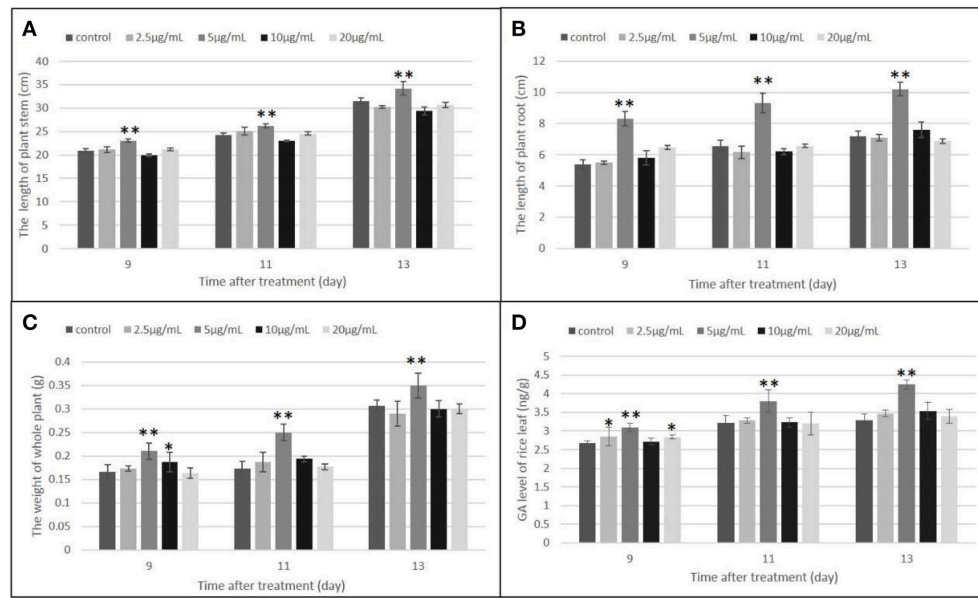 A
control 2.5µg/mL 5µg/mL 10µg/mL 20µg/mL
The length of plant stem (cm)
40
35
30
25
20
15
10
5
0
**
**
**
9 11 13
Time after treatment (day)
B
control 2.5µg/mL 5µg/mL 10µg/mL 20µg/mL
The length of plant root (cm)
12
10
8
6
4
2
0
**
**
**
9 11 13
Time after treatment (day)
C
control 2.5µg/mL 5µg/mL 10µg/mL 20µg/mL
The weight of whole plant (g)
0.4
0.35
0.3
0.25
0.2
0.15
0.1
0.05
0
** *
**
**
9 11 13
Time after treatment (day)
D
control 2.5µg/mL 5µg/mL 10µg/mL 20µg/mL
GA level of rice leaf (ng/g)
5
4.5
4
3.5
3
2.5
2
1.5
1
0.5
0
* ** *
**
**
9 11 13
Time after treatment (day)